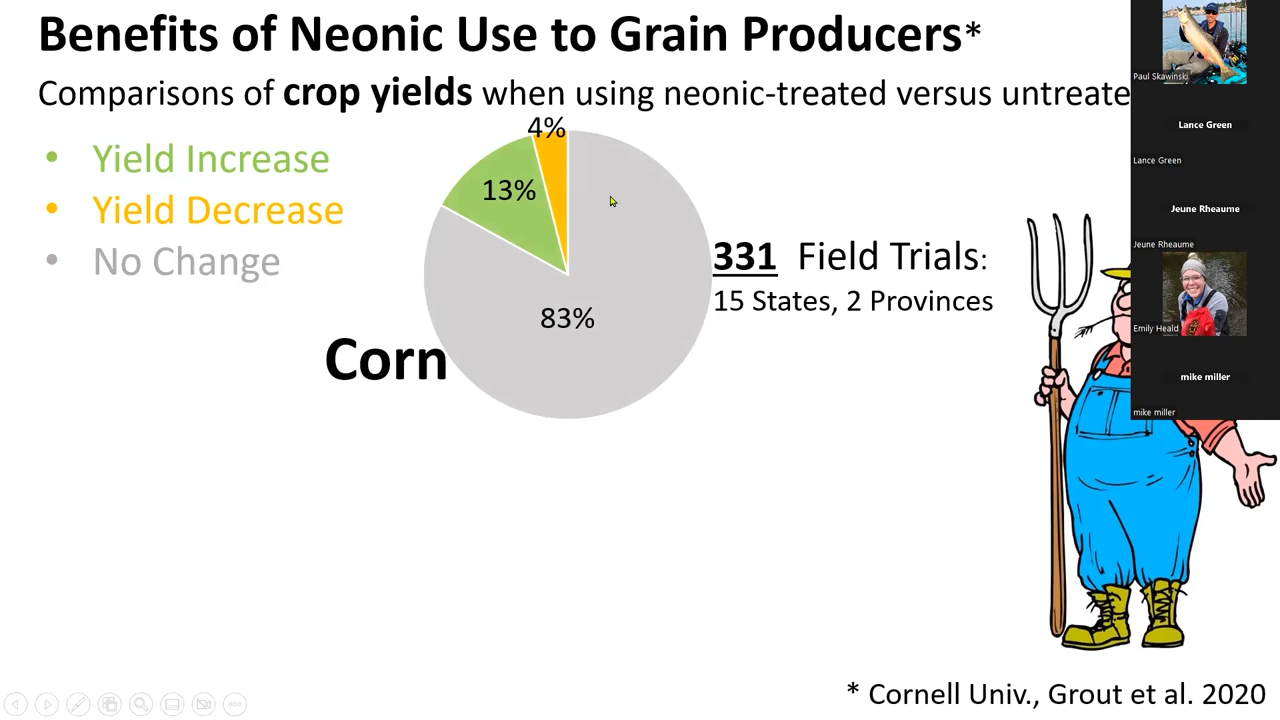 Benefits of Neonic Use to Grain Producers*
Comparisons of crop yields when using neonic-treated versus untreate
• Yield Increase
• Yield Decrease
• No Change
4%
13%
83%
Corn
331 Field Trials:
15 States, 2 Provinces
* Cornell Univ., Grout et al. 2020
Paul Skawinski
Lance Green
Lance Green
Jeune Rheaume
Jeune Rheaume
Emily Heald
mike miller
mike miller